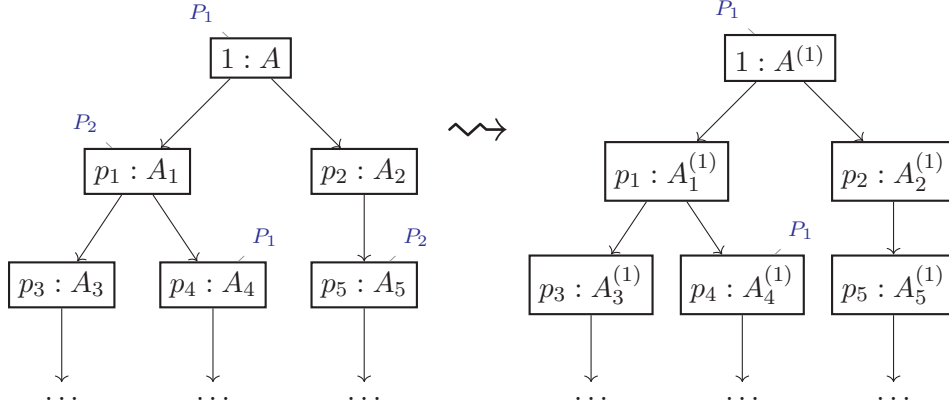 P₁ P₁
1 : A 1 : A⁽¹⁾
P₂
p₁ : A₁ p₂ : A₂ p₁ : A₁⁽¹⁾ p₂ : A₂⁽¹⁾
P₁ P₂ P₁
p₃ : A₃ p₄ : A₄ p₅ : A₅ p₃ : A₃⁽¹⁾ p₄ : A₄⁽¹⁾ p₅ : A₅⁽¹⁾
... ... ... ... ... ...